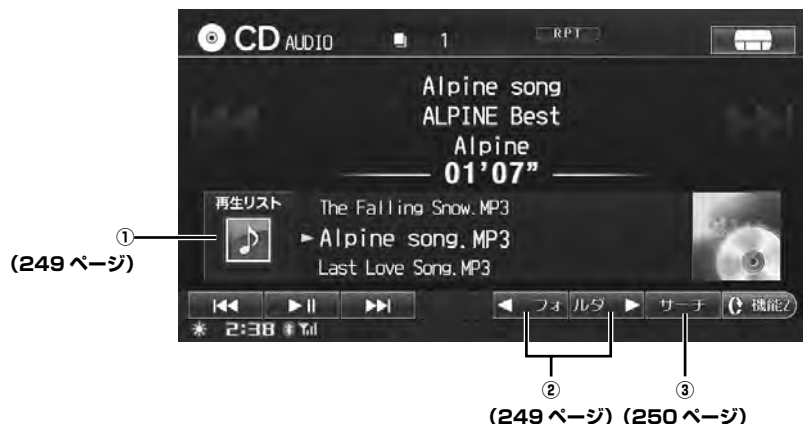 CD AUDIO 1 RPT
Alpine song
ALPINE Best
Alpine
01'07"
再生リスト
The Falling Snow.MP3
►Alpine song.MP3
Last Love Song.MP3
①
(249 ページ)
◄ フォルダ ► サーチ 機能2
2:38
② ③
(249 ページ) (250 ページ)